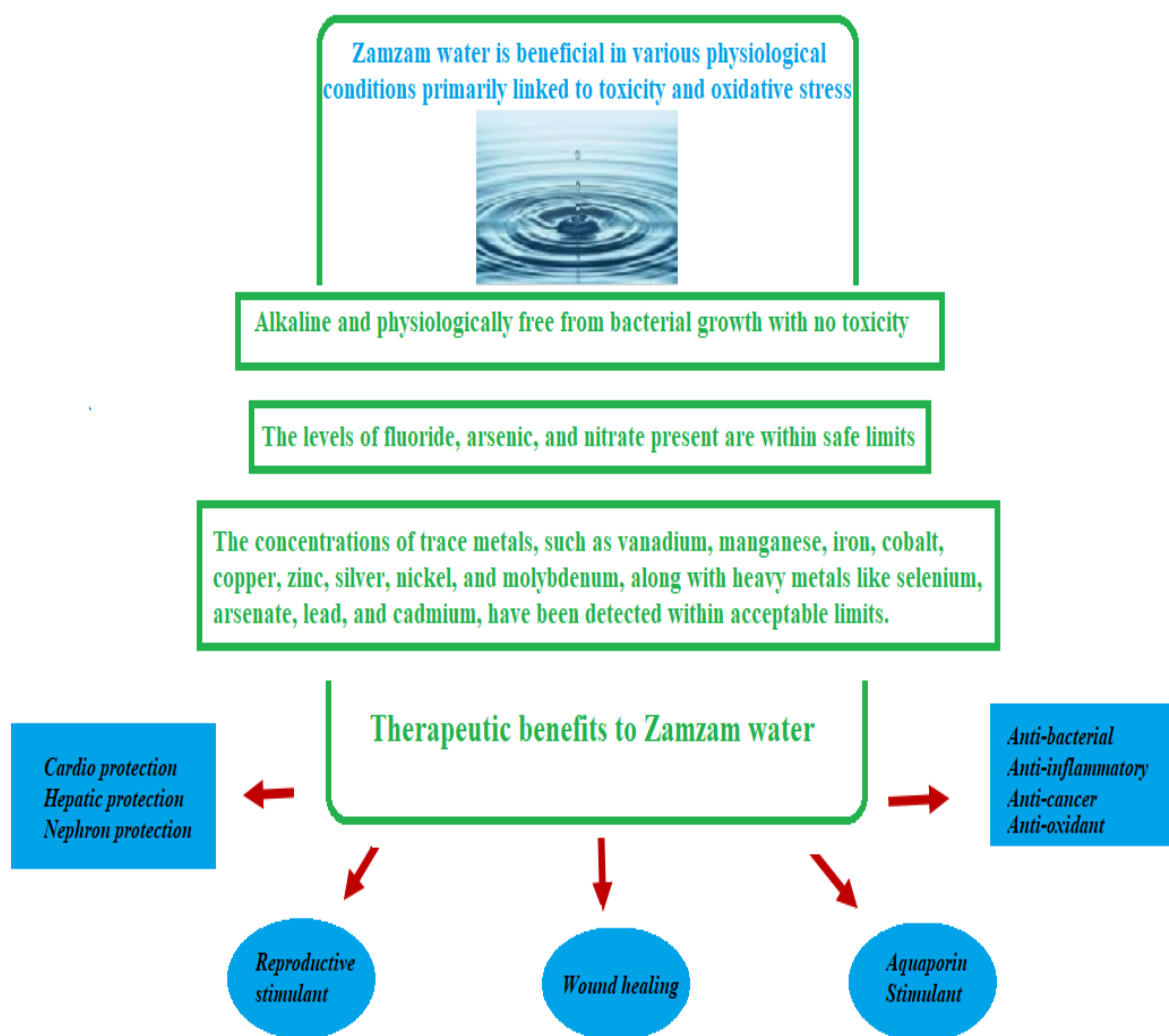 Zamzam water is beneficial in various physiological
conditions primarily linked to toxicity and oxidative stress
Alkaline and physiologically free from bacterial growth with no toxicity
The levels of fluoride, arsenic, and nitrate present are within safe limits
The concentrations of trace metals, such as vanadium, manganese, iron, cobalt,
copper, zinc, silver, nickel, and molybdenum, along with heavy metals like selenium,
arsenate, lead, and cadmium, have been detected within acceptable limits.
Therapeutic benefits to Zamzam water
Cardio protection
Hepatic protection
Nephron protection
Anti-bacterial
Anti-inflammatory
Anti-cancer
Anti-oxidant
Reproductive
stimulant
Wound healing
Aquaporin
Stimulant